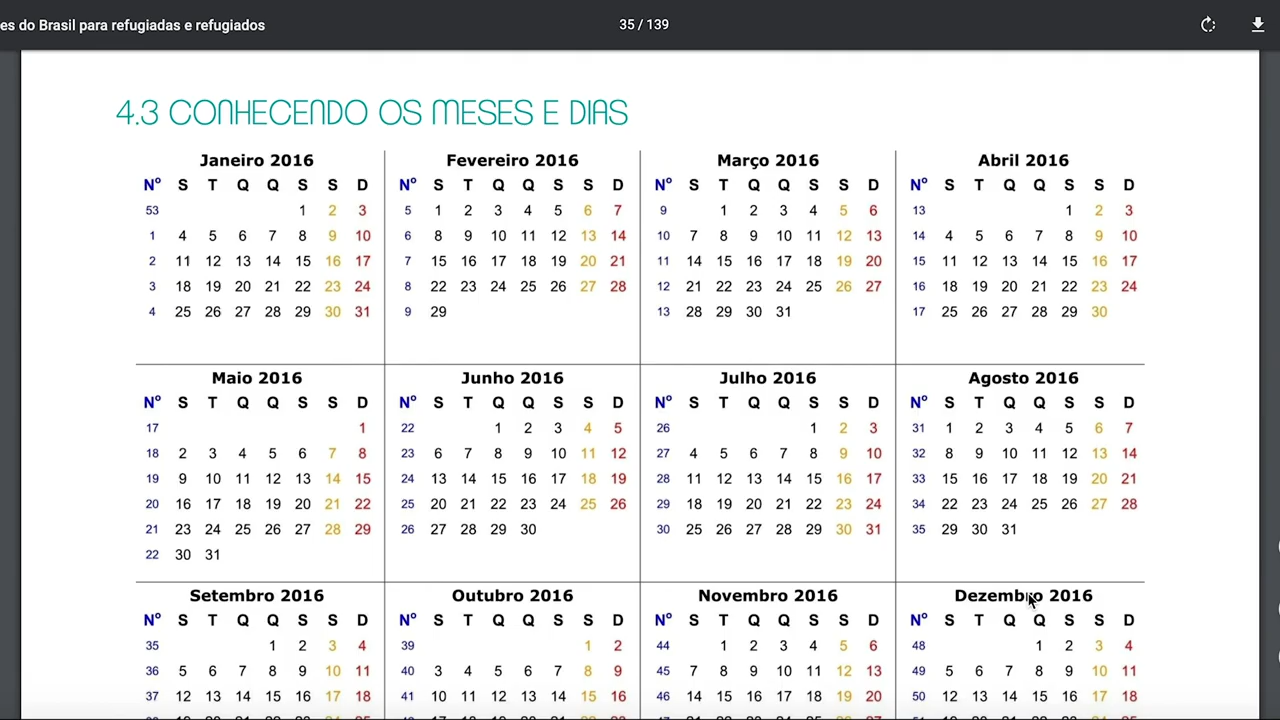 es do Brasil para refugiadas e refugiados
35 / 139
4.3 CONHECENDO OS MESES E DIAS
Janeiro 2016
Nº S T Q Q S S D
53 1 2 3
1 4 5 6 7 8 9 10
2 11 12 13 14 15 16 17
3 18 19 20 21 22 23 24
4 25 26 27 28 29 30 31
Fevereiro 2016
Nº S T Q Q S S D
5 1 2 3 4 5 6 7
6 8 9 10 11 12 13 14
7 15 16 17 18 19 20 21
8 22 23 24 25 26 27 28
9 29
Março 2016
Nº S T Q Q S S D
9 1 2 3 4 5 6
10 7 8 9 10 11 12 13
11 14 15 16 17 18 19 20
12 21 22 23 24 25 26 27
13 28 29 30 31
Abril 2016
Nº S T Q Q S S D
13 1 2 3
14 4 5 6 7 8 9 10
15 11 12 13 14 15 16 17
16 18 19 20 21 22 23 24
17 25 26 27 28 29 30
Maio 2016
Nº S T Q Q S S D
17 1
18 2 3 4 5 6 7 8
19 9 10 11 12 13 14 15
20 16 17 18 19 20 21 22
21 23 24 25 26 27 28 29
22 30 31
Junho 2016
Nº S T Q Q S S D
22 1 2 3 4 5
23 6 7 8 9 10 11 12
24 13 14 15 16 17 18 19
25 20 21 22 23 24 25 26
26 27 28 29 30
Julho 2016
Nº S T Q Q S S D
26 1 2 3
27 4 5 6 7 8 9 10
28 11 12 13 14 15 16 17
29 18 19 20 21 22 23 24
30 25 26 27 28 29 30 31
Agosto 2016
Nº S T Q Q S S D
31 1 2 3 4 5 6 7
32 8 9 10 11 12 13 14
33 15 16 17 18 19 20 21
34 22 23 24 25 26 27 28
35 29 30 31
Setembro 2016
Nº S T Q Q S S D
35 1 2 3 4
36 5 6 7 8 9 10 11
37 12 13 14 15 16 17 18
Outubro 2016
Nº S T Q Q S S D
39 1 2
40 3 4 5 6 7 8 9
41 10 11 12 13 14 15 16
Novembro 2016
Nº S T Q Q S S D
44 1 2 3 4 5 6
45 7 8 9 10 11 12 13
46 14 15 16 17 18 19 20
Dezembro 2016
Nº S T Q Q S S D
48 1 2 3 4
49 5 6 7 8 9 10 11
50 12 13 14 15 16 17 18